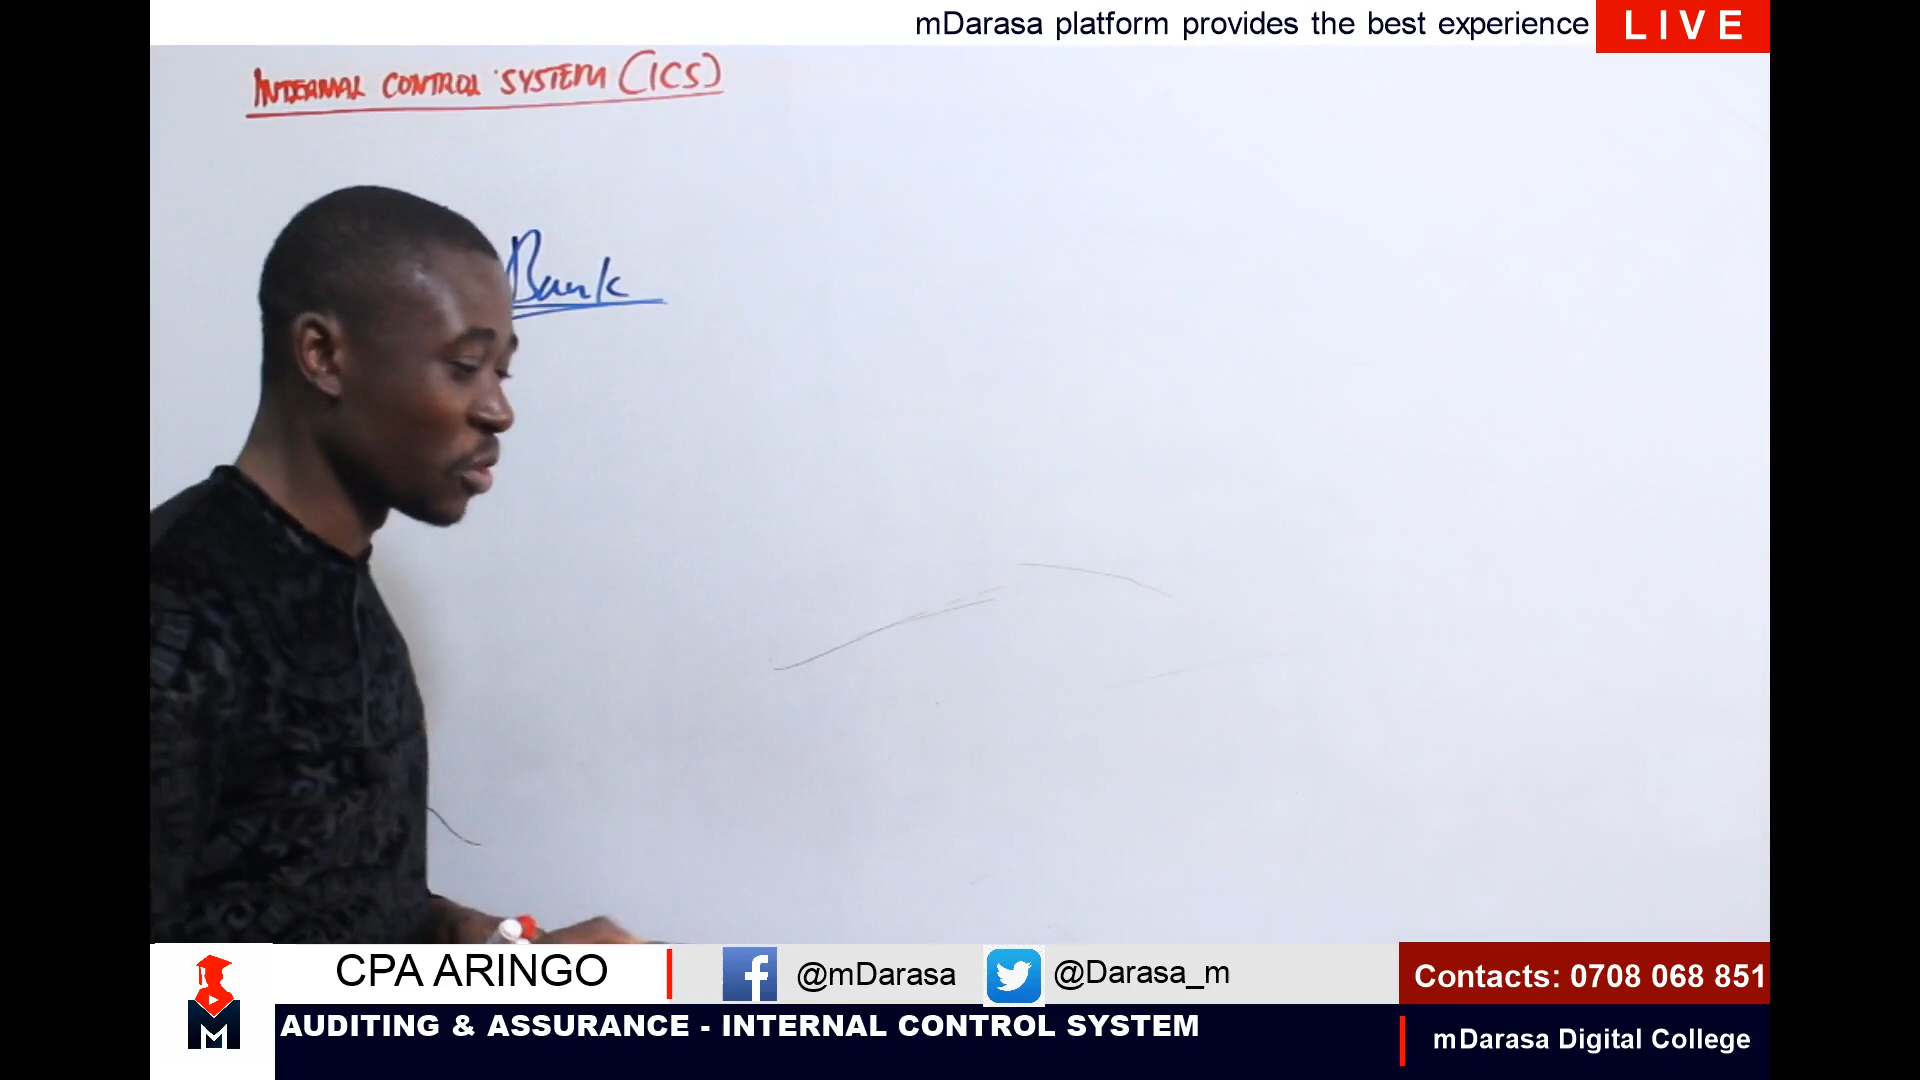 mDarasa platform provides the best experience
LIVE
INTERNAL CONTROL SYSTEM (ICS)
Bank
CPA ARINGO
@mDarasa
@Darasa_m
Contacts: 0708 068 851
M
AUDITING & ASSURANCE - INTERNAL CONTROL SYSTEM
mDarasa Digital College